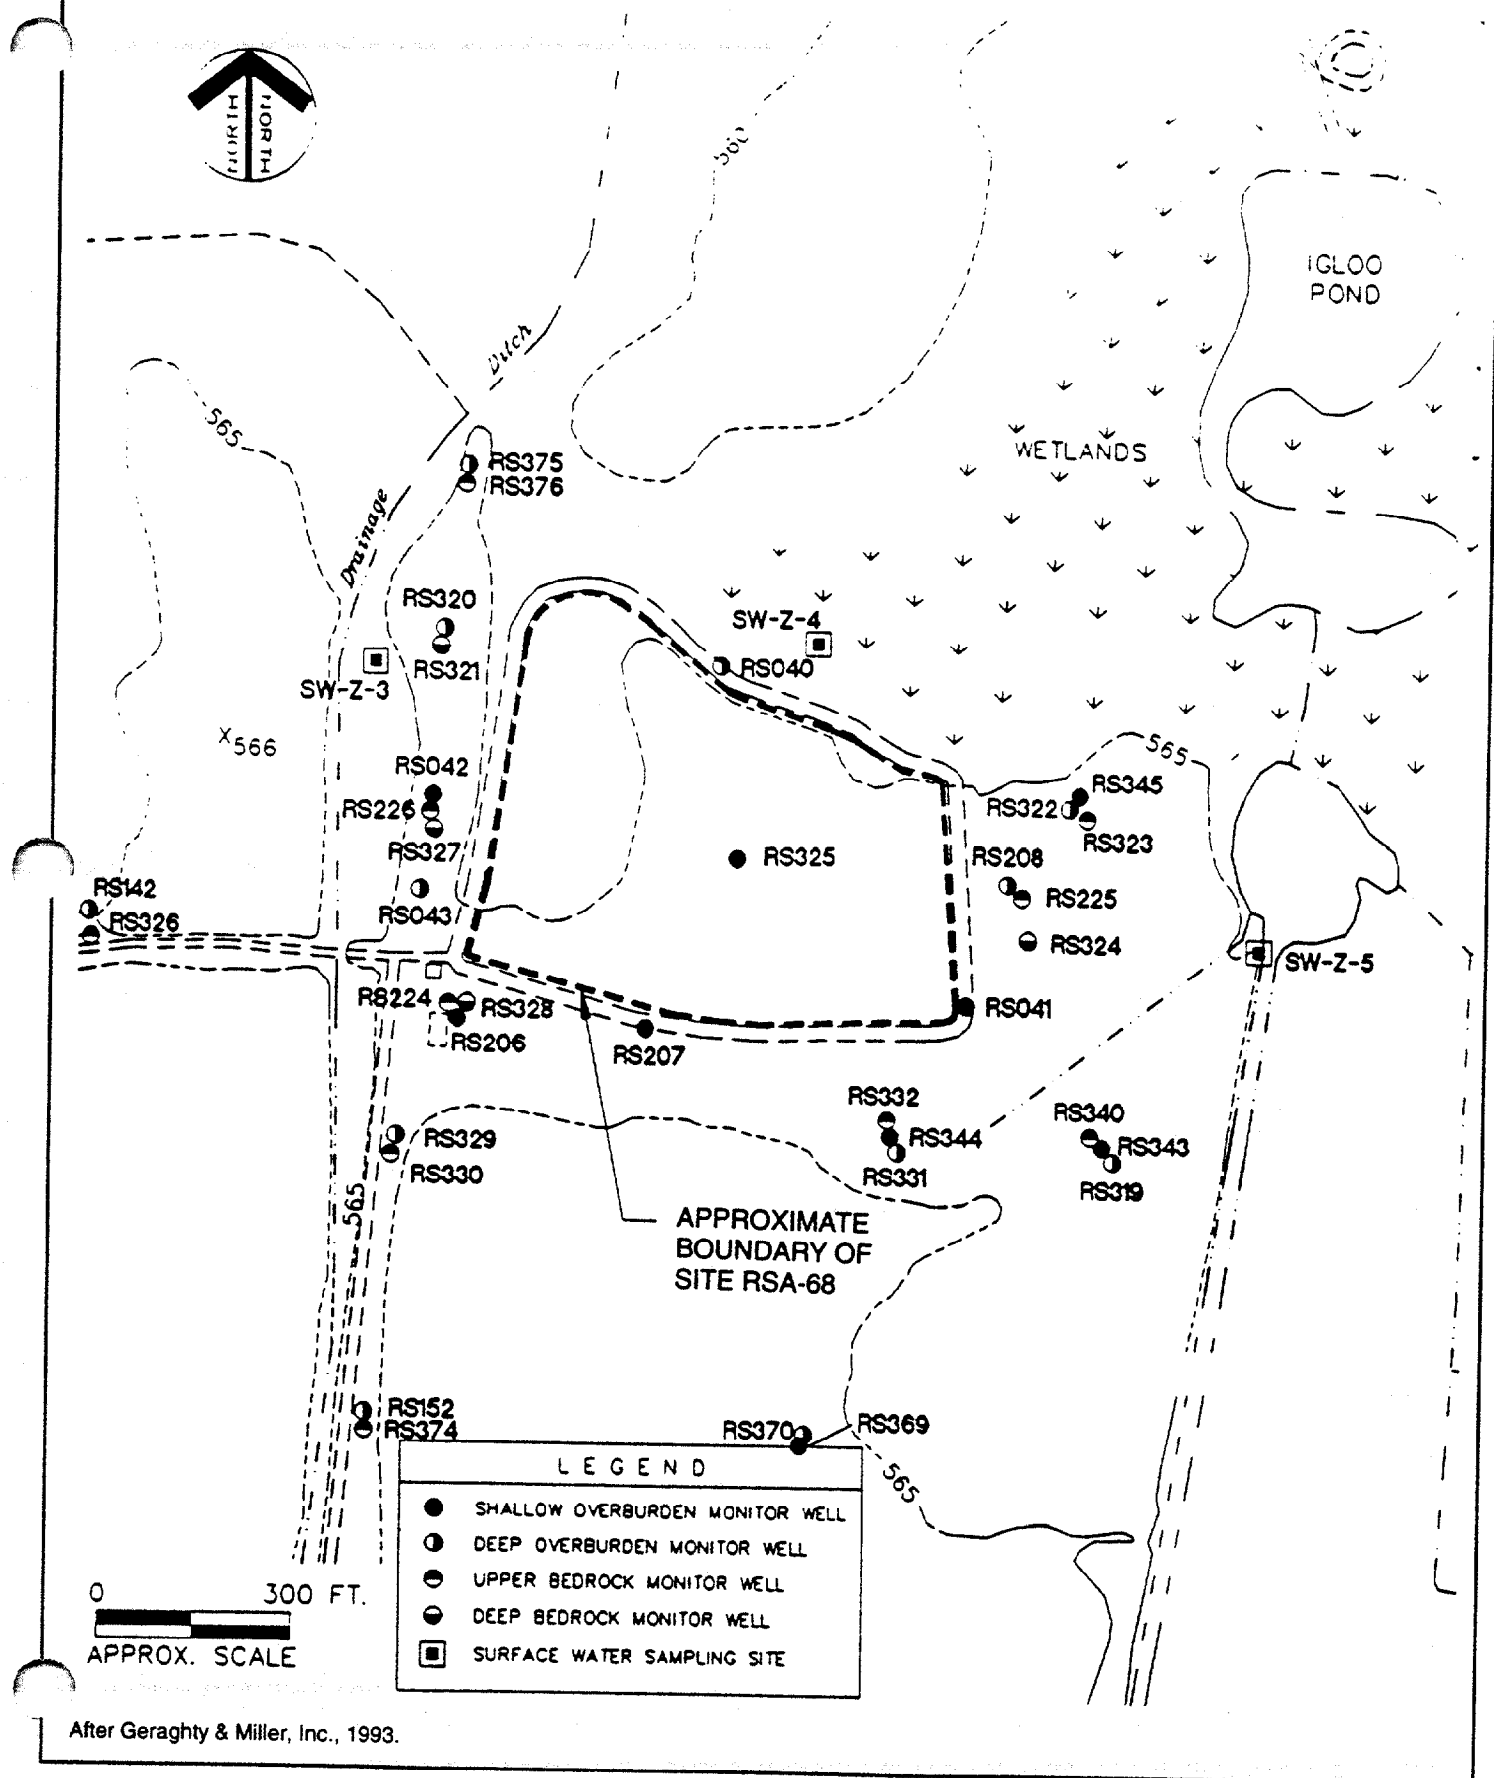 NORTH
NORTH
560
IGLOO
POND
Ditch
565
WETLANDS
RS375
RS376
Drainage
RS320
SW-Z-4
RS321
RS040
SW-Z-3
X566
565
RS042
RS345
RS226
RS322
RS323
RS327
RS325
RS208
RS142
RS225
RS043
RS326
RS324
SW-Z-5
RS224
RS328
RS041
RS206
RS207
RS332
RS340
RS329
RS344
RS343
RS330
RS331
RS319
565
APPROXIMATE
BOUNDARY OF
SITE RSA-68
RS152
RS374
RS370
RS369
565
LEGEND
SHALLOW OVERBURDEN MONITOR WELL
DEEP OVERBURDEN MONITOR WELL
UPPER BEDROCK MONITOR WELL
DEEP BEDROCK MONITOR WELL
SURFACE WATER SAMPLING SITE
0 300 FT.
APPROX. SCALE
After Geraghty & Miller, Inc., 1993.